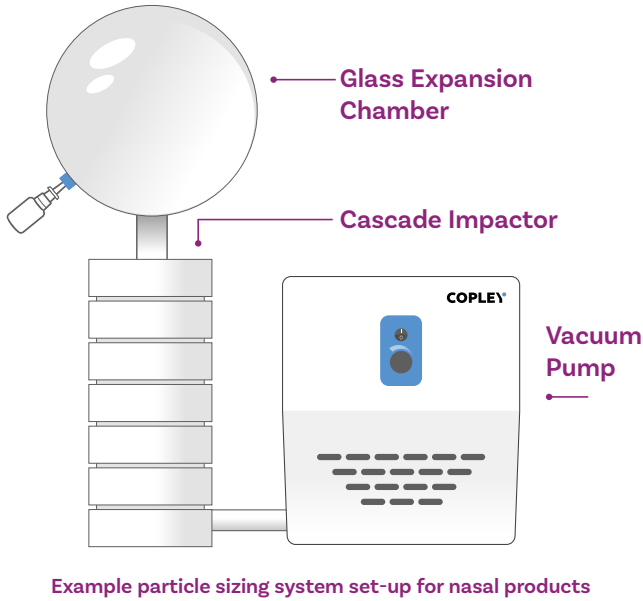 Glass Expansion
Chamber
Cascade Impactor
COPLEY
Vacuum
Pump
Example particle sizing system set-up for nasal products